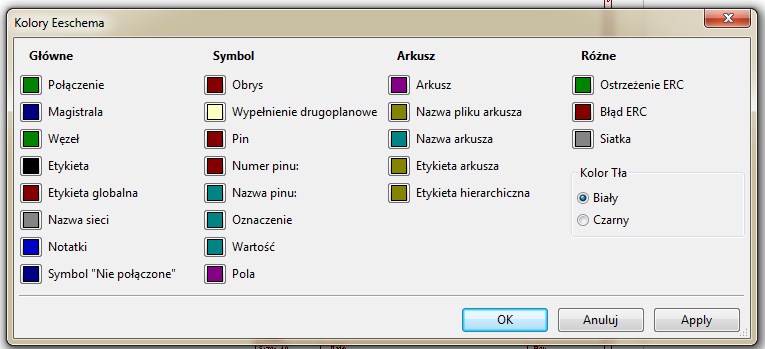 Kolory Eeschema
Główne
Połączenie
Magistrala
Węzeł
Etykieta
Etykieta globalna
Nazwa sieci
Notatki
Symbol "Nie połączone"
Symbol
Obrys
Wypełnienie drugoplanowe
Pin
Numer pinu:
Nazwa pinu:
Oznaczenie
Wartość
Pola
Arkusz
Arkusz
Nazwa pliku arkusza
Nazwa arkusza
Etykieta arkusza
Etykieta hierarchiczna
Różne
Ostrzeżenie ERC
Błąd ERC
Siatka
Kolor Tła
Biały
Czarny
OK
Anuluj
Apply